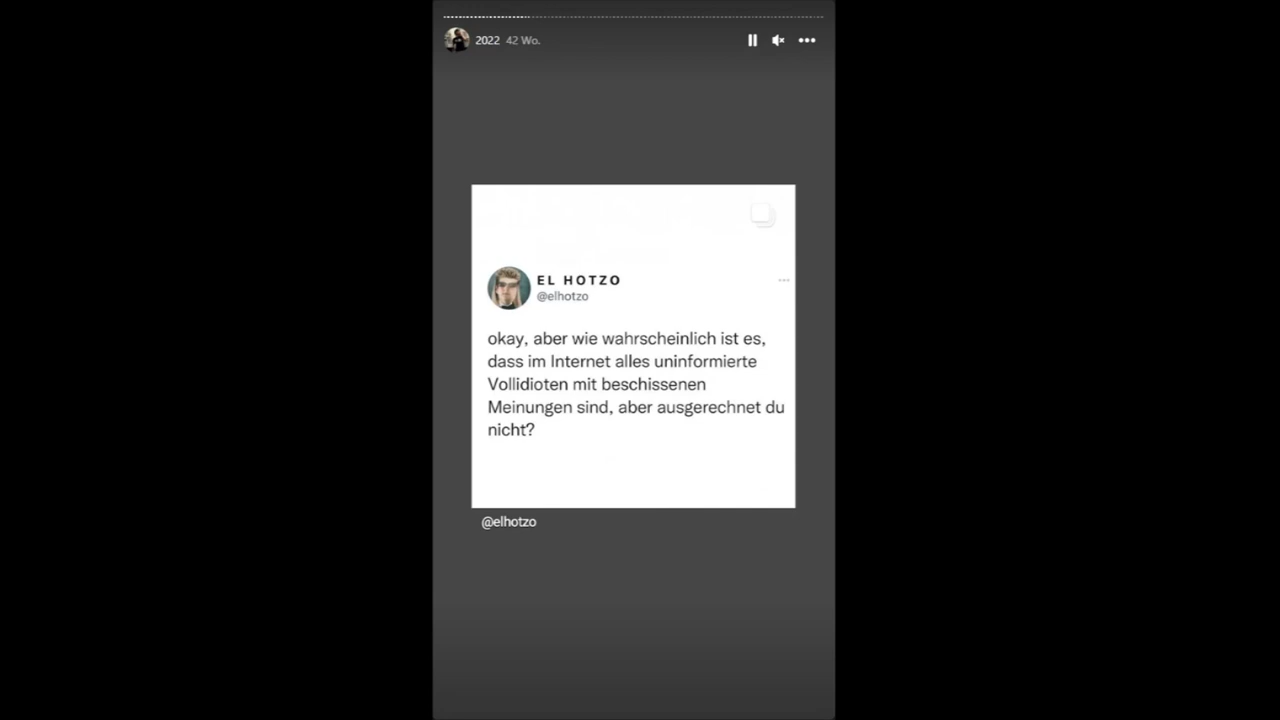 2022 42 Wo.
EL HOTZO
@elhotzo
okay, aber wie wahrscheinlich ist es,
dass im Internet alles uninformierte
Vollidioten mit beschissenen
Meinungen sind, aber ausgerechnet du
nicht?
@elhotzo